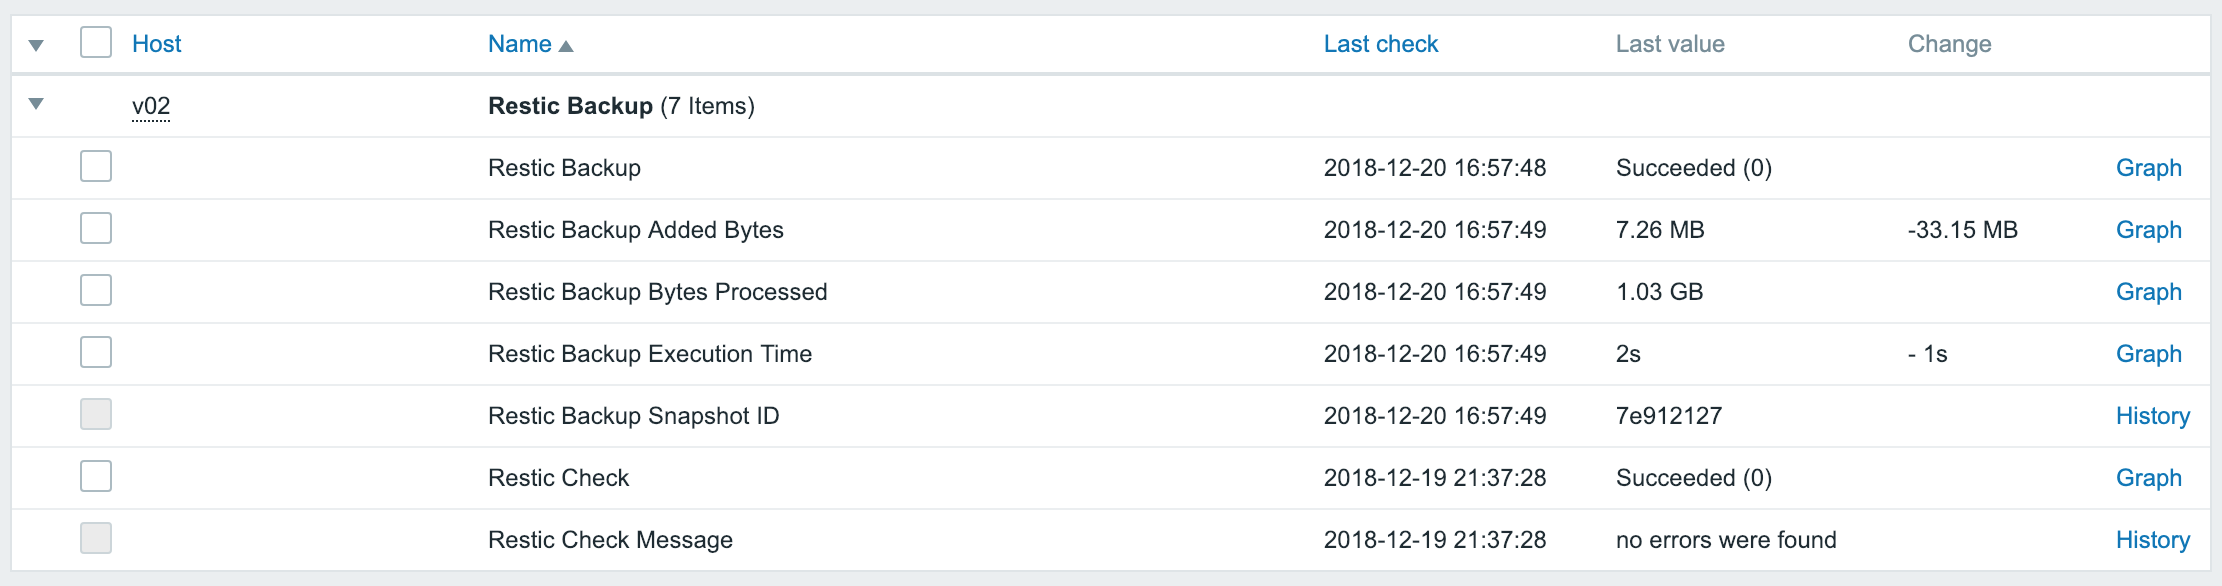 Host Name Last check Last value Change
v02 Restic Backup (7 Items)
Restic Backup 2018-12-20 16:57:48 Succeeded (0) Graph
Restic Backup Added Bytes 2018-12-20 16:57:49 7.26 MB -33.15 MB Graph
Restic Backup Bytes Processed 2018-12-20 16:57:49 1.03 GB Graph
Restic Backup Execution Time 2018-12-20 16:57:49 2s - 1s Graph
Restic Backup Snapshot ID 2018-12-20 16:57:49 7e912127 History
Restic Check 2018-12-19 21:37:28 Succeeded (0) Graph
Restic Check Message 2018-12-19 21:37:28 no errors were found History